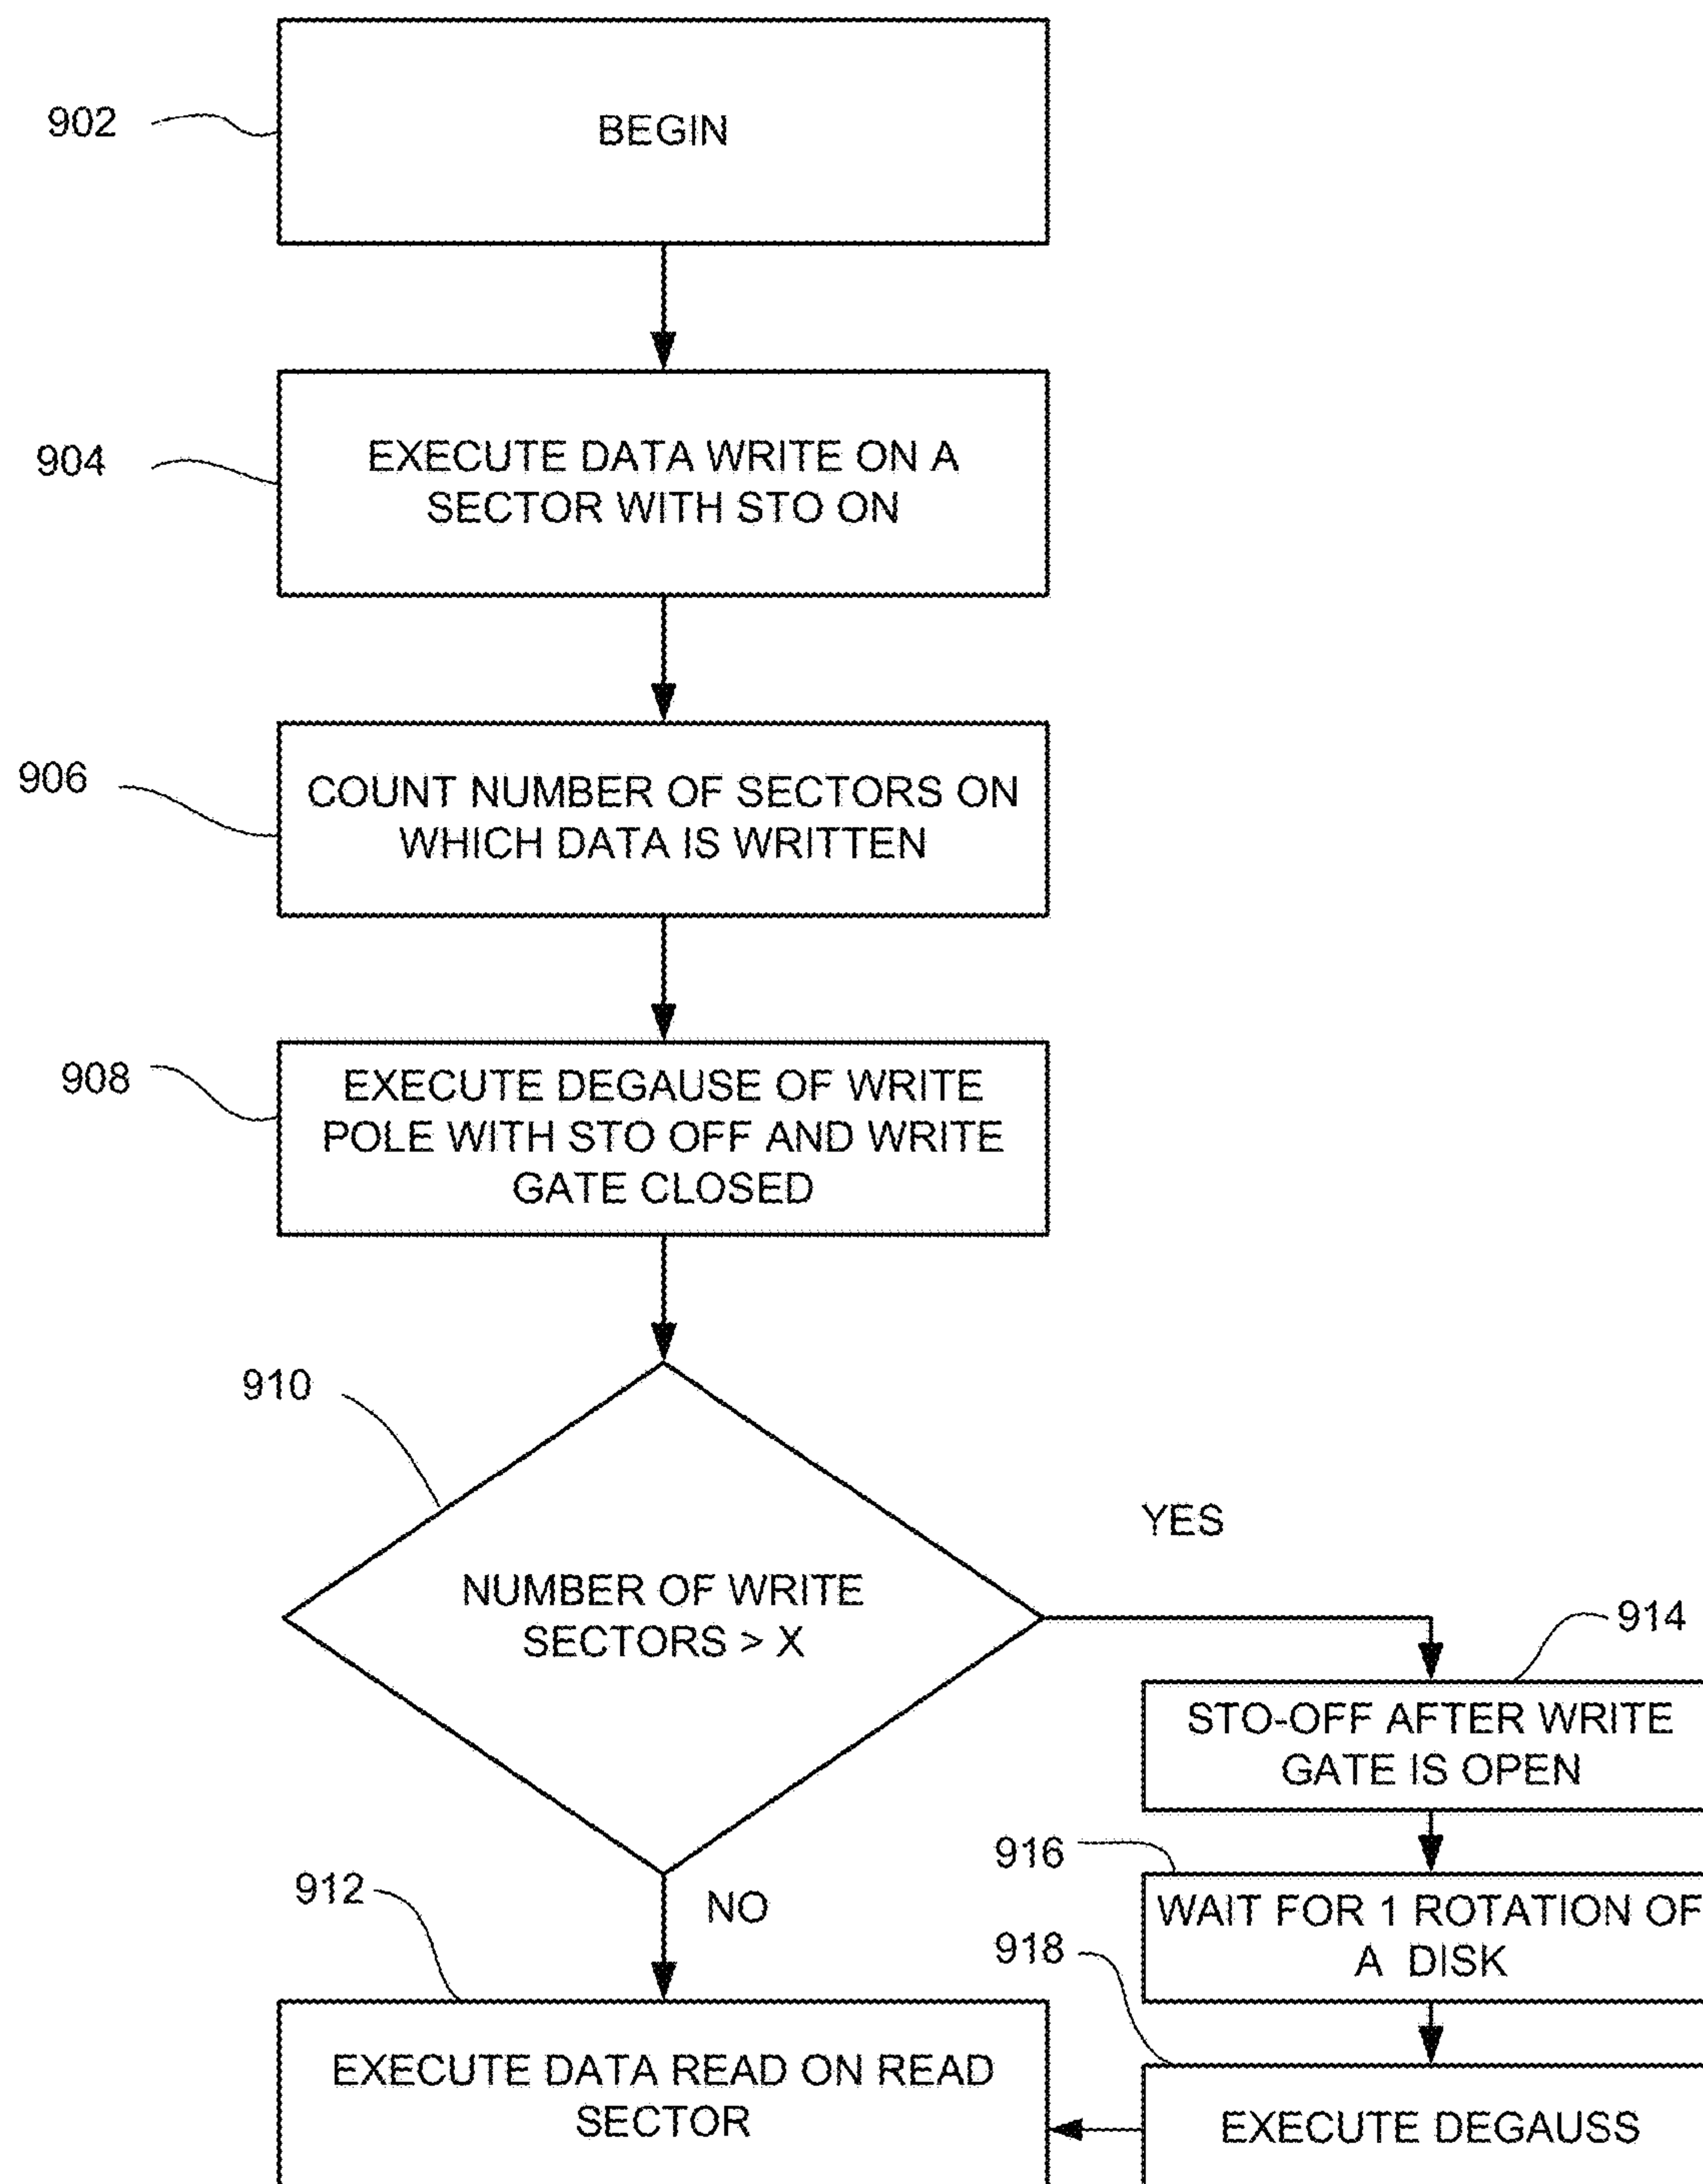 902
BEGIN
904
EXECUTE DATA WRITE ON A
SECTOR WITH STO ON
906
COUNT NUMBER OF SECTORS ON
WHICH DATA IS WRITTEN
908
EXECUTE DEGAUSE OF WRITE
POLE WITH STO OFF AND WRITE
GATE CLOSED
910
NUMBER OF WRITE
SECTORS > X
YES
914
STO-OFF AFTER WRITE
GATE IS OPEN
916
WAIT FOR 1 ROTATION OF
A DISK
918
EXECUTE DEGAUSS
NO
912
EXECUTE DATA READ ON READ
SECTOR